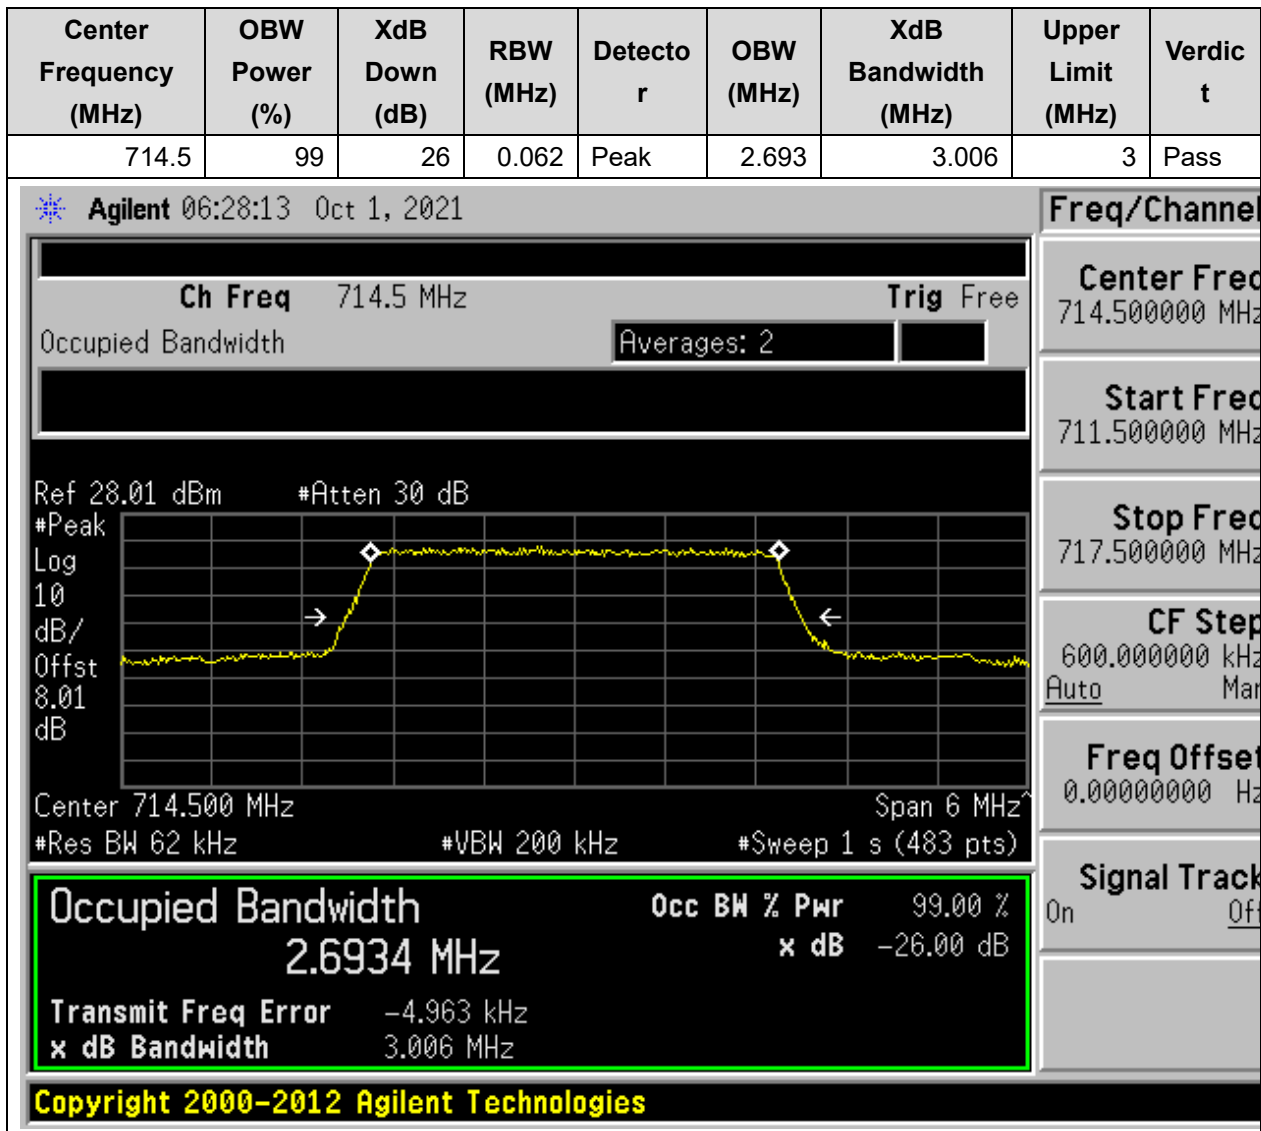 Center Frequency (MHz) OBW Power (%) XdB Down (dB) RBW (MHz) Detector OBW (MHz) XdB Bandwidth (MHz) Upper Limit (MHz) Verdict
714.5 99 26 0.062 Peak 2.693 3.006 3 Pass
Agilent 06:28:13 Oct 1, 2021
Freq/Channel
Ch Freq 714.5 MHz Trig Free
Occupied Bandwidth Averages: 2
Center Freq
714.500000 MHz
Start Freq
711.500000 MHz
Stop Freq
717.500000 MHz
CF Step
600.000000 kHz
Auto Man
Freq Offset
0.00000000 Hz
Signal Track
On Off
Ref 28.01 dBm #Atten 30 dB
#Peak
Log
10
dB/
Offst
8.01
dB
Center 714.500 MHz Span 6 MHz^
#Res BW 62 kHz #VBW 200 kHz #Sweep 1 s (483 pts)
Occupied Bandwidth Occ BW % Pwr 99.00 %
2.6934 MHz x dB -26.00 dB
Transmit Freq Error -4.963 kHz
x dB Bandwidth 3.006 MHz
Copyright 2000-2012 Agilent Technologies